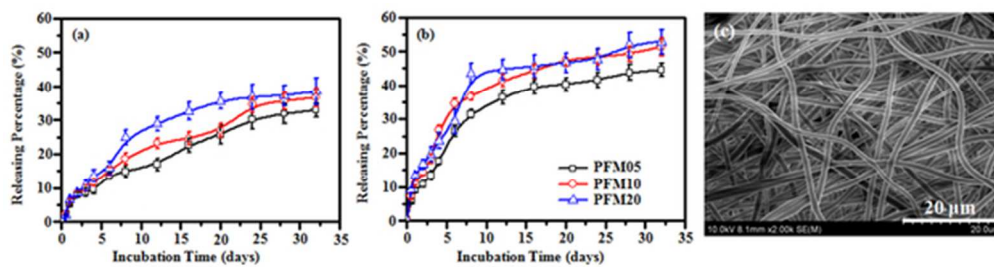 (a)
Releasing Percentage (%)
60
50
40
30
20
10
0
0 5 10 15 20 25 30 35
Incubation Time (days)
(b)
Releasing Percentage (%)
60
50
40
30
20
10
0
PFM05
PFM10
PFM20
0 5 10 15 20 25 30 35
Incubation Time (days)
(c)
20 μm
10.0kV 8.1mm x2.00k SE(M)
20.0u